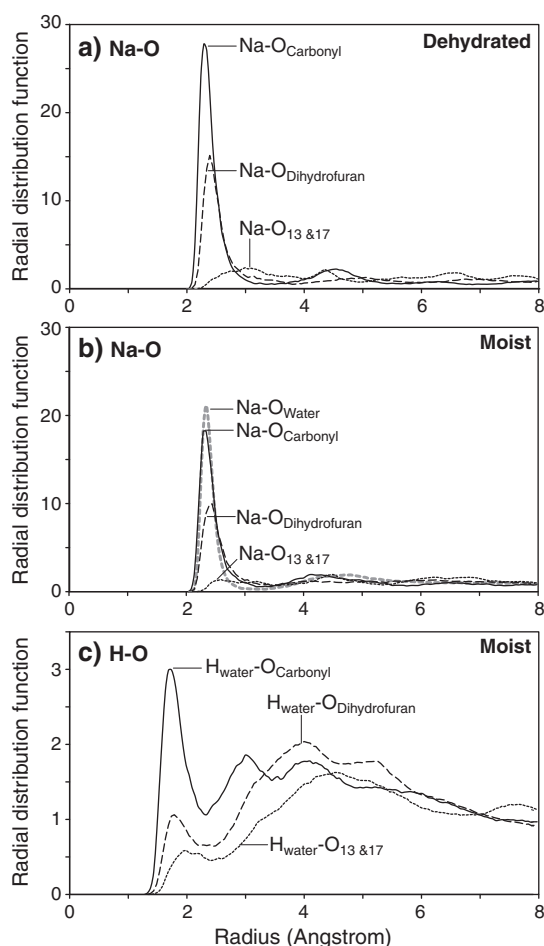 a) Na-O
Dehydrated
Radial distribution function
30
20
10
0
Na-OCarbonyl
Na-ODihydrofuran
Na-O13 &17
0 2 4 6 8
b) Na-O
Moist
Radial distribution function
30
20
10
0
Na-OWater
Na-OCarbonyl
Na-ODihydrofuran
Na-O13 &17
0 2 4 6 8
c) H-O
Moist
Radial distribution function
3
2
1
0
Hwater-OCarbonyl
Hwater-ODihydrofuran
Hwater-O13 &17
0 2 4 6 8
Radius (Angstrom)